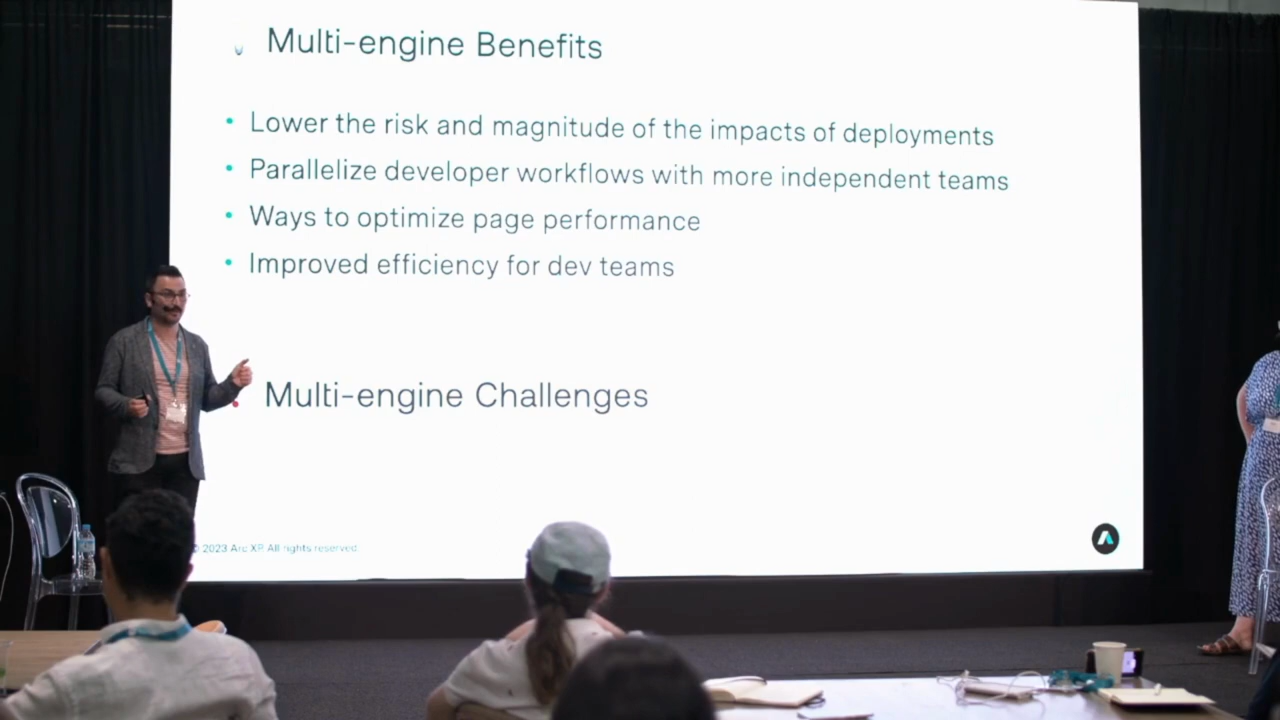 Multi-engine Benefits
• Lower the risk and magnitude of the impacts of deployments
• Parallelize developer workflows with more independent teams
• Ways to optimize page performance
• Improved efficiency for dev teams
Multi-engine Challenges
© 2023 Arc XP. All rights reserved